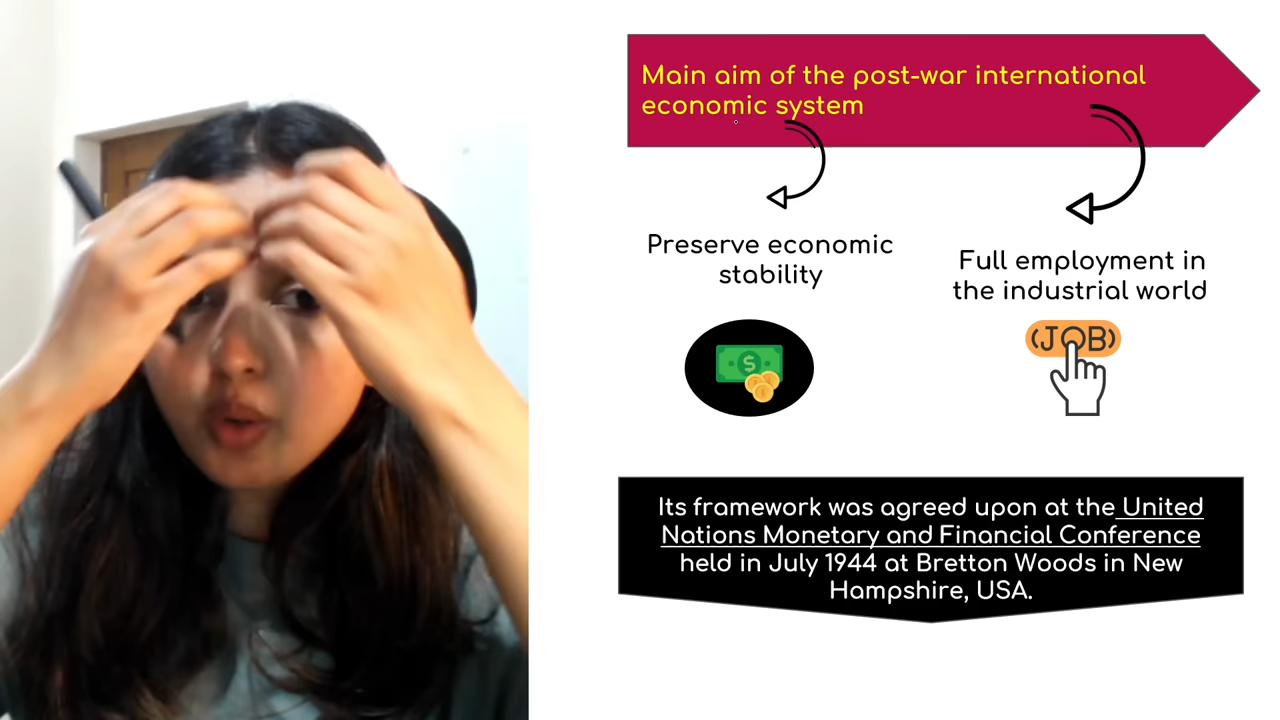 Main aim of the post-war international
economic system
Preserve economic
stability
Full employment in
the industrial world
(JOB)
$
Its framework was agreed upon at the United
Nations Monetary and Financial Conference
held in July 1944 at Bretton Woods in New
Hampshire, USA.